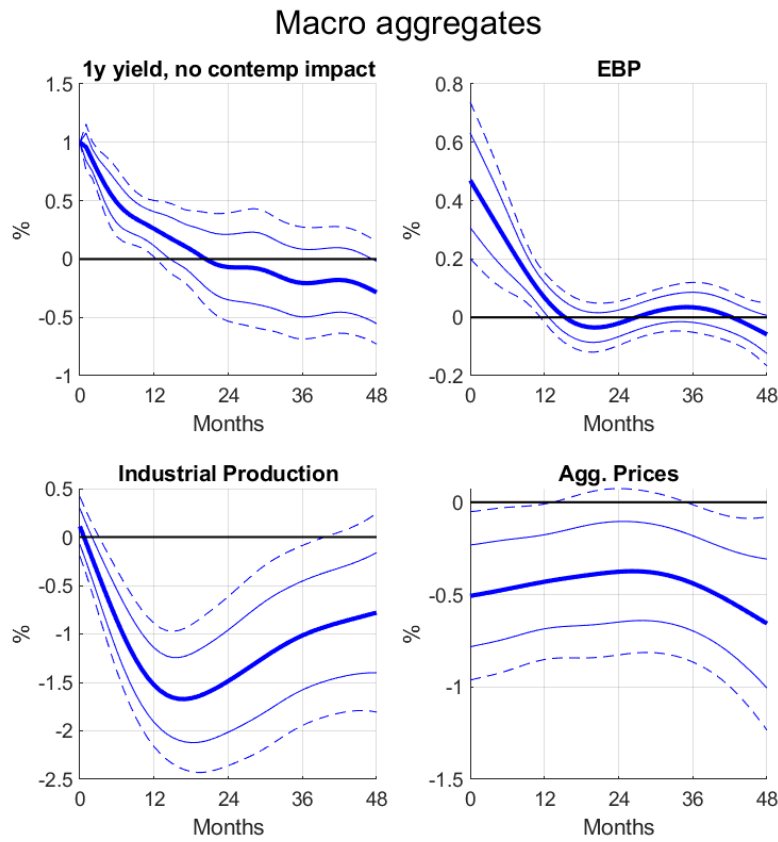 Macro aggregates
1y yield, no contemp impact
1.5
1
0.5
0
-0.5
-1
%
0 12 24 36 48
Months
EBP
0.8
0.6
0.4
0.2
0
-0.2
%
0 12 24 36 48
Months
Industrial Production
0.5
0
-0.5
-1
-1.5
-2
-2.5
%
0 12 24 36 48
Months
Agg. Prices
0
-0.5
-1
-1.5
%
0 12 24 36 48
Months